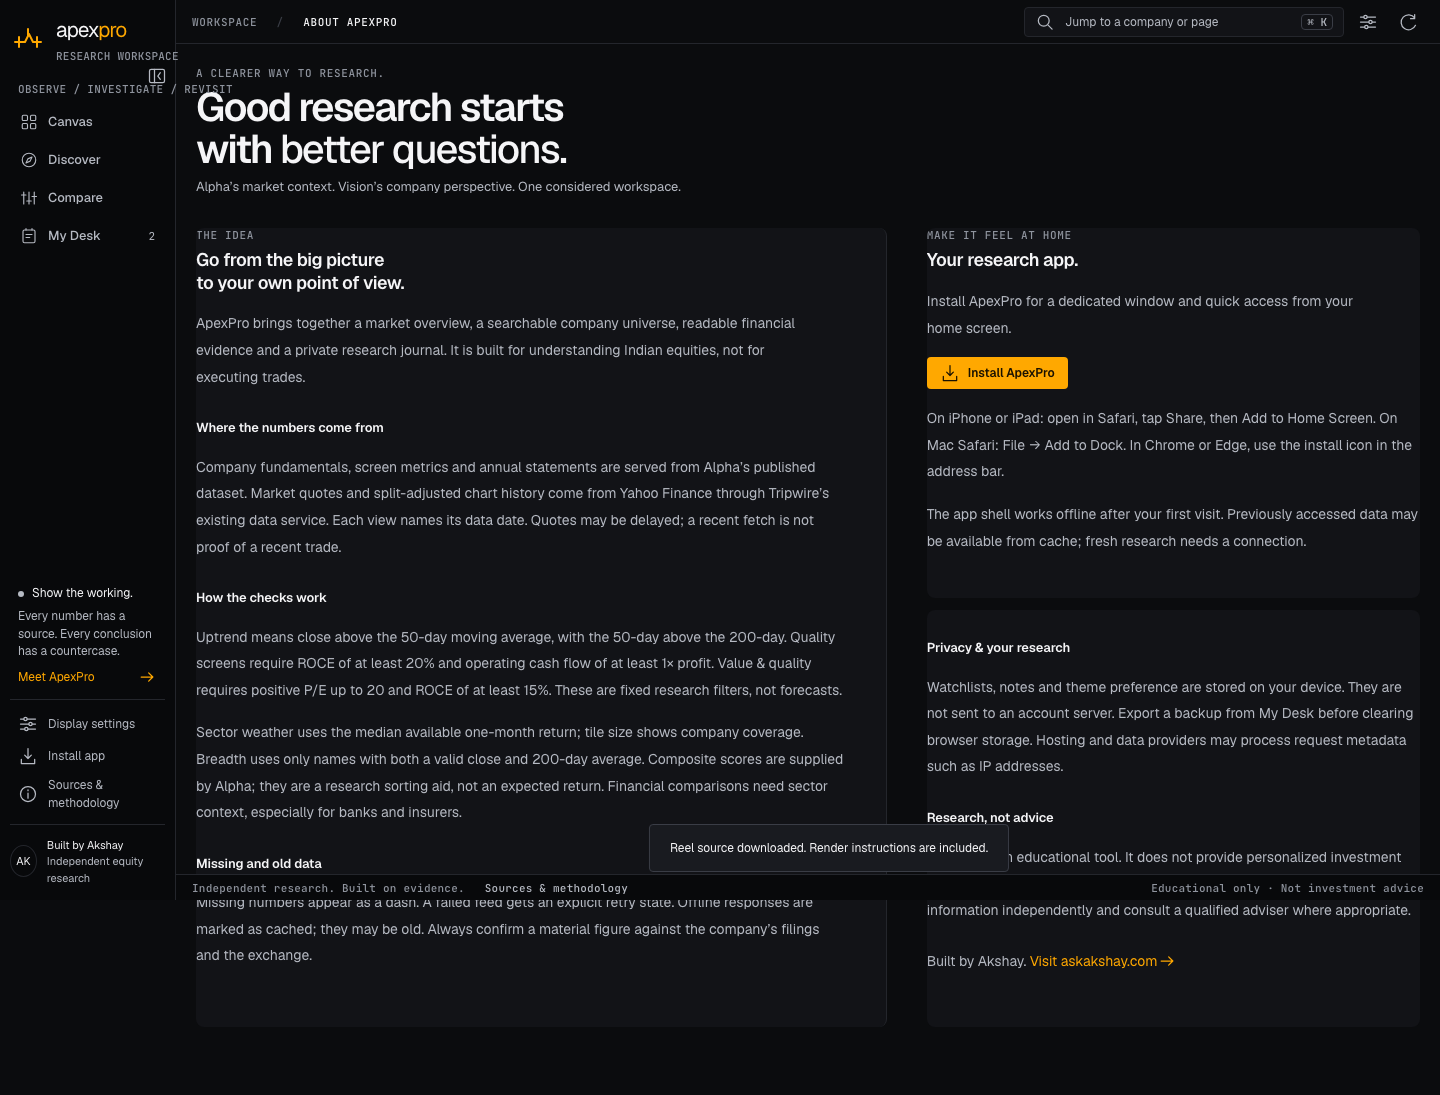 apexpro
RESEARCH WORKSPACE
OBSERVE / INVESTIGATE / REVISIT
Canvas
Discover
Compare
My Desk 2
Show the working.
Every number has a
source. Every conclusion
has a countercase.
Meet ApexPro →
Display settings
Install app
Sources &
methodology
AK
Built by Akshay
Independent equity
research
WORKSPACE / ABOUT APEXPRO
Jump to a company or page ⌘ K
A CLEARER WAY TO RESEARCH.
Good research starts
with better questions.
Alpha’s market context. Vision’s company perspective. One considered workspace.
THE IDEA
Go from the big picture
to your own point of view.
ApexPro brings together a market overview, a searchable company universe, readable financial
evidence and a private research journal. It is built for understanding Indian equities, not for
executing trades.
Where the numbers come from
Company fundamentals, screen metrics and annual statements are served from Alpha’s published
dataset. Market quotes and split-adjusted chart history come from Yahoo Finance through Tripwire’s
existing data service. Each view names its data date. Quotes may be delayed; a recent fetch is not
proof of a recent trade.
How the checks work
Uptrend means close above the 50-day moving average, with the 50-day above the 200-day. Quality
screens require ROCE of at least 20% and operating cash flow of at least 1× profit. Value & quality
requires positive P/E up to 20 and ROCE of at least 15%. These are fixed research filters, not forecasts.
Sector weather uses the median available one-month return; tile size shows company coverage.
Breadth uses only names with both a valid close and 200-day average. Composite scores are supplied
by Alpha; they are a research sorting aid, not an expected return. Financial comparisons need sector
context, especially for banks and insurers.
Missing and old data
Missing numbers appear as a dash. A failed feed gets an explicit retry state. Offline responses are
marked as cached; they may be old. Always confirm a material figure against the company’s filings
and the exchange.
MAKE IT FEEL AT HOME
Your research app.
Install ApexPro for a dedicated window and quick access from your
home screen.
Install ApexPro
On iPhone or iPad: open in Safari, tap Share, then Add to Home Screen. On
Mac Safari: File → Add to Dock. In Chrome or Edge, use the install icon in the
address bar.
The app shell works offline after your first visit. Previously accessed data may
be available from cache; fresh research needs a connection.
Privacy & your research
Watchlists, notes and theme preference are stored on your device. They are
not sent to an account server. Export a backup from My Desk before clearing
browser storage. Hosting and data providers may process request metadata
such as IP addresses.
Research, not advice
educational tool. It does not provide personalized investment
information independently and consult a qualified adviser where appropriate.
Built by Akshay. Visit askakshay.com →
Reel source downloaded. Render instructions are included.
Independent research. Built on evidence. Sources & methodology
Educational only · Not investment advice